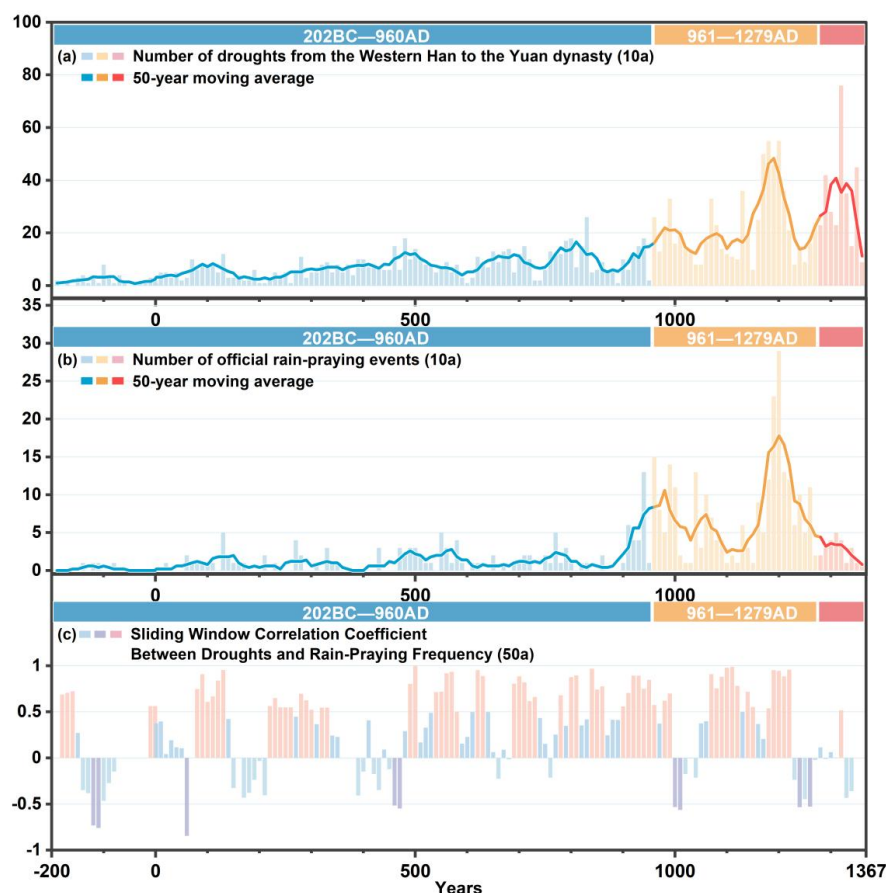 100
202BC—960AD 961—1279AD
(a) Number of droughts from the Western Han to the Yuan dynasty (10a)
50-year moving average
80
60
40
20
0
0 500 1000
35
202BC—960AD 961—1279AD
30
(b) Number of official rain-praying events (10a)
50-year moving average
25
20
15
10
5
0
0 500 1000
202BC—960AD 961—1279AD
(c) Sliding Window Correlation Coefficient
Between Droughts and Rain-Praying Frequency (50a)
1
0.5
0
-0.5
-1
-200 0 500 1000 1367
Years